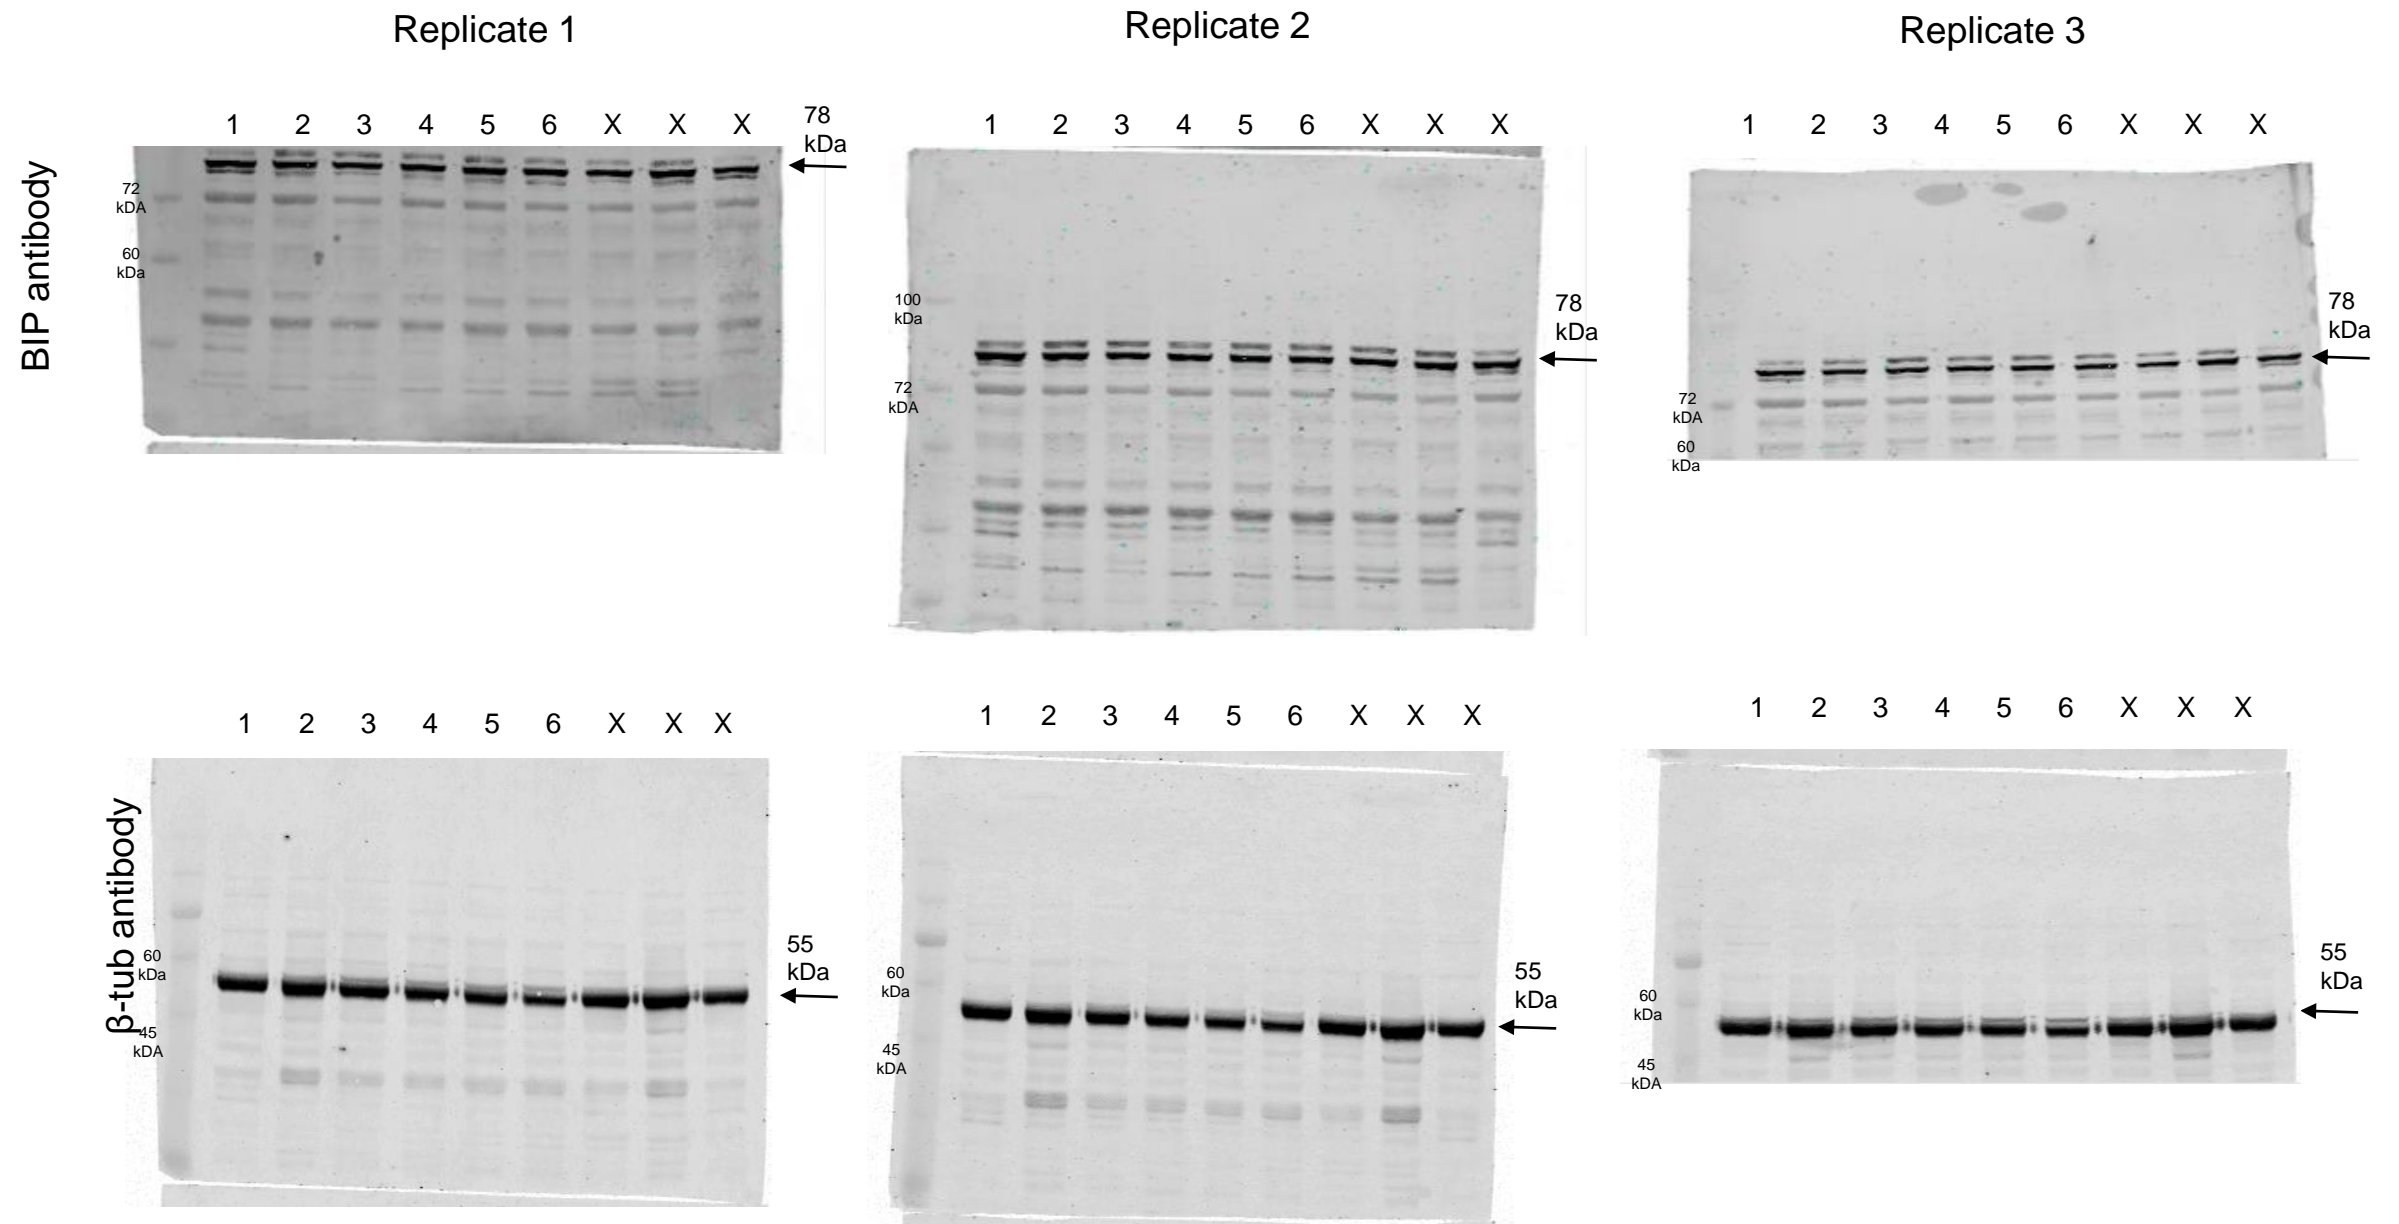 Replicate 1
Replicate 2
Replicate 3
BIP antibody
1 2 3 4 5 6 X X X
78
kDa
72
kDA
60
kDa
1 2 3 4 5 6 X X X
100
kDa
72
kDA
78
kDa
1 2 3 4 5 6 X X X
72
kDA
60
kDa
78
kDa
β-tub antibody
1 2 3 4 5 6 X X X
60
kDa
45
kDA
55
kDa
1 2 3 4 5 6 X X X
60
kDa
45
kDA
55
kDa
1 2 3 4 5 6 X X X
60
kDa
45
kDA
55
kDa